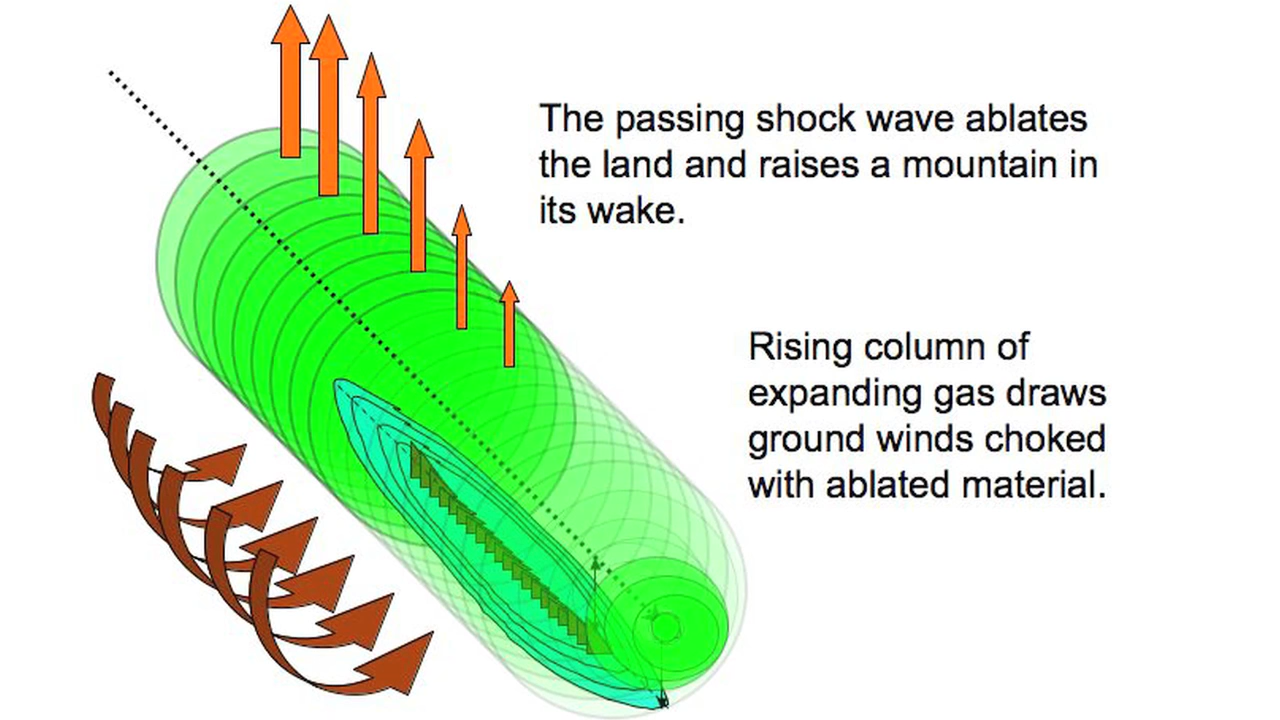 The passing shock wave ablates
the land and raises a mountain in
its wake.
Rising column of
expanding gas draws
ground winds choked
with ablated material.